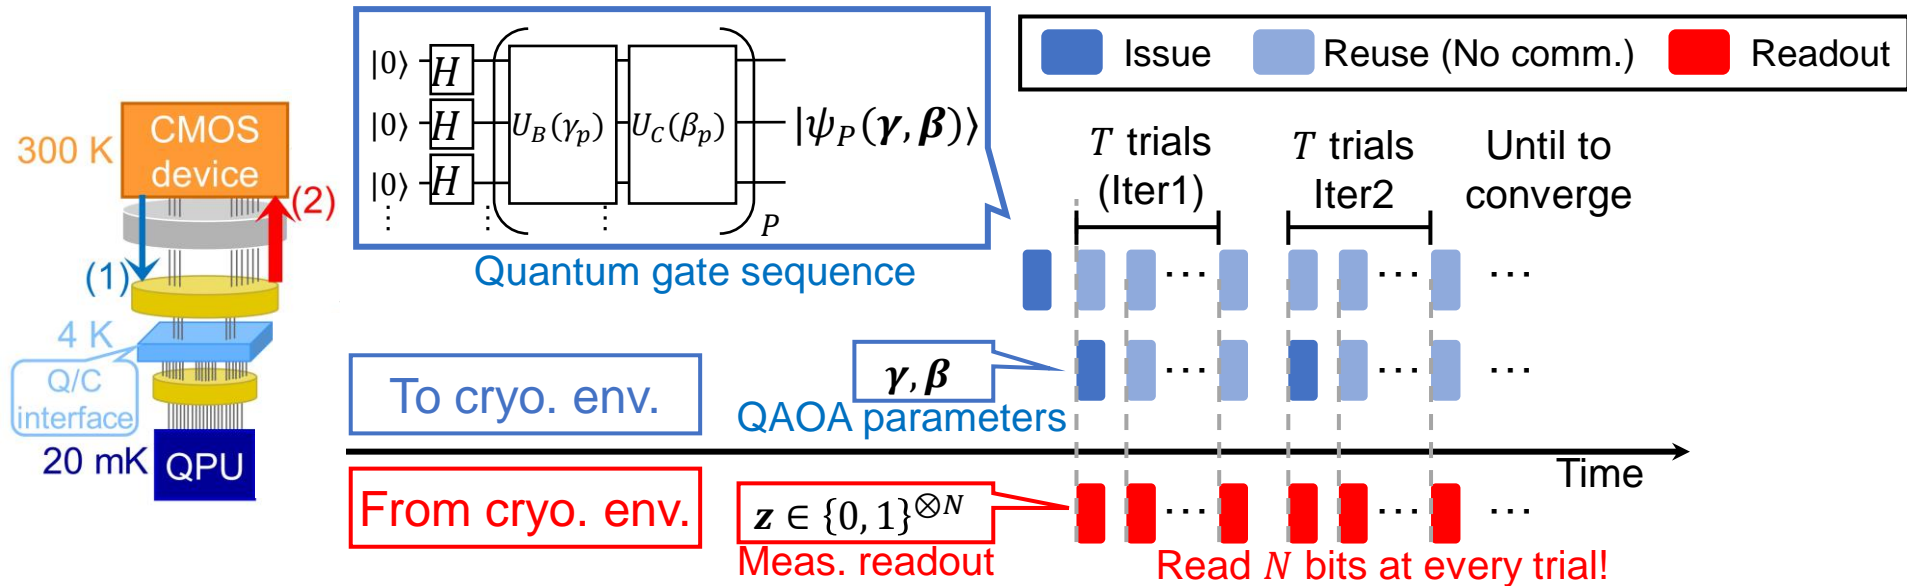 300 K
CMOS
device
(1)
(2)
4 K
Q/C
interface
20 mK
QPU
|0⟩ H
|0⟩ H
|0⟩ H
⋮ ⋮ ⋮
U_B(γ_p) U_C(β_p)
P
|ψ_P(γ, β)⟩
Quantum gate sequence
Issue Reuse (No comm.) Readout
T trials
(Iter1)
T trials
Iter2
Until to
converge
··· ··· ···
To cryo. env.
γ, β
QAOA parameters
··· ··· ···
Time
From cryo. env.
z ∈ {0, 1}^⊗N
Meas. readout
··· ··· ···
Read N bits at every trial!